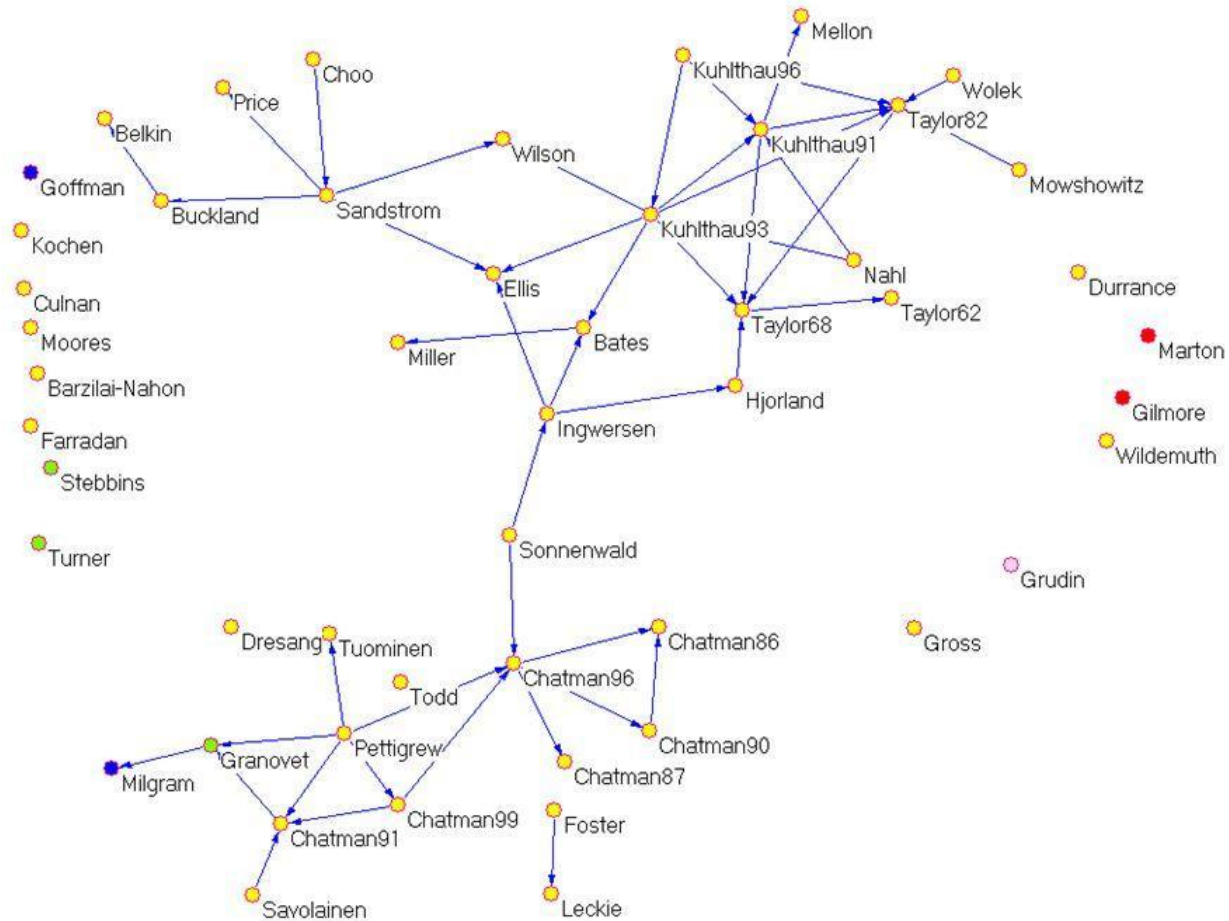 Mellon
Choo
Kuhlthau96
Price
Wolek
Belkin
Taylor82
Wilson
Kuhlthau91
Goffman
Mowshowitz
Buckland
Sandstrom
Kuhlthau93
Kochen
Nahl
Ellis
Durrance
Culnan
Taylor62
Taylor68
Moores
Bates
Miller
Marton
Barzilai-Nahon
Hjorland
Gilmore
Ingwersen
Farradan
Wildemuth
Stebbins
Turner
Sonnenwald
Grudin
Dresang
Tuominen
Chatman86
Gross
Chatman96
Todd
Pettigrew
Chatman90
Granovet
Chatman87
Milgram
Chatman99
Foster
Chatman91
Savolainen
Leckie